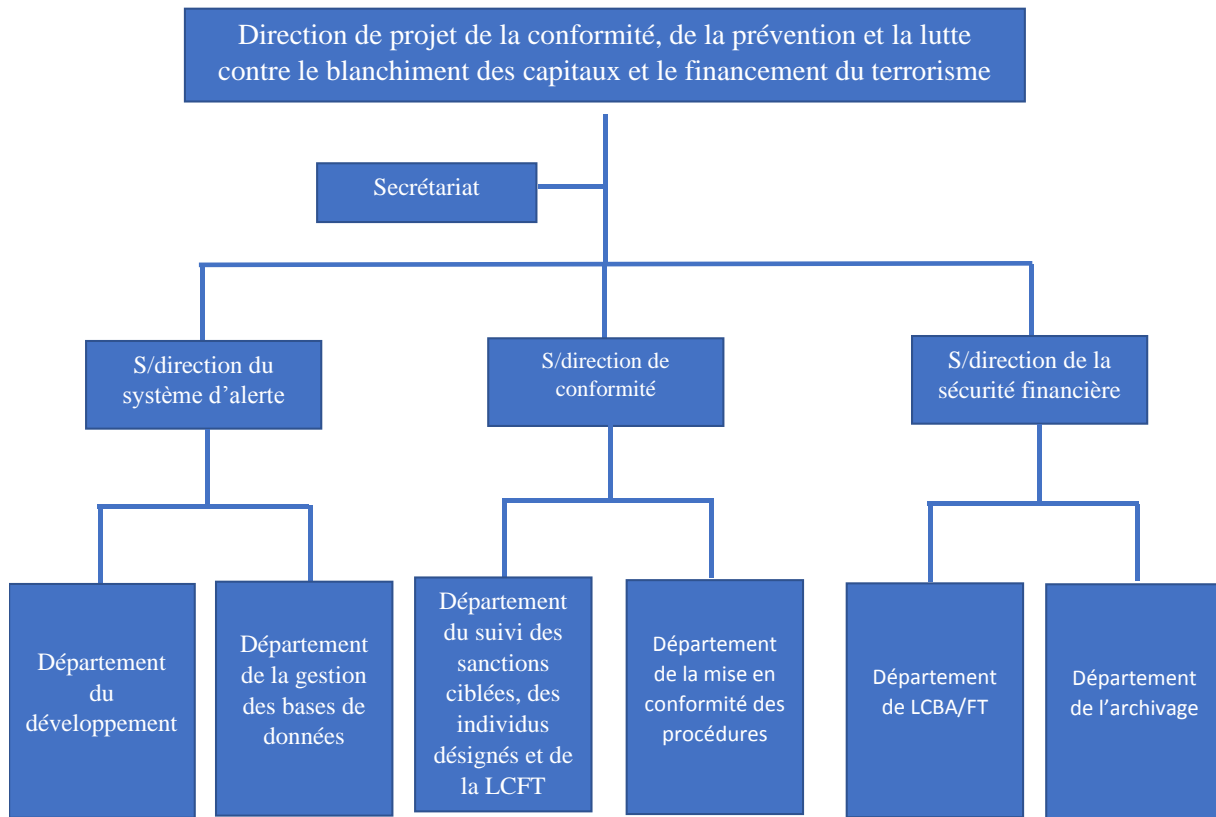 Direction de projet de la conformité, de la prévention et la lutte
contre le blanchiment des capitaux et le financement du terrorisme
Secrétariat
S/direction du
système d’alerte
S/direction de
conformité
S/direction de la
sécurité financière
Département
du
développement
Département
de la gestion
des bases de
données
Département
du suivi des
sanctions
ciblées, des
individus
désignés et de
la LCFT
Département
de la mise en
conformité des
procédures
Département
de LCBA/FT
Département
de l’archivage